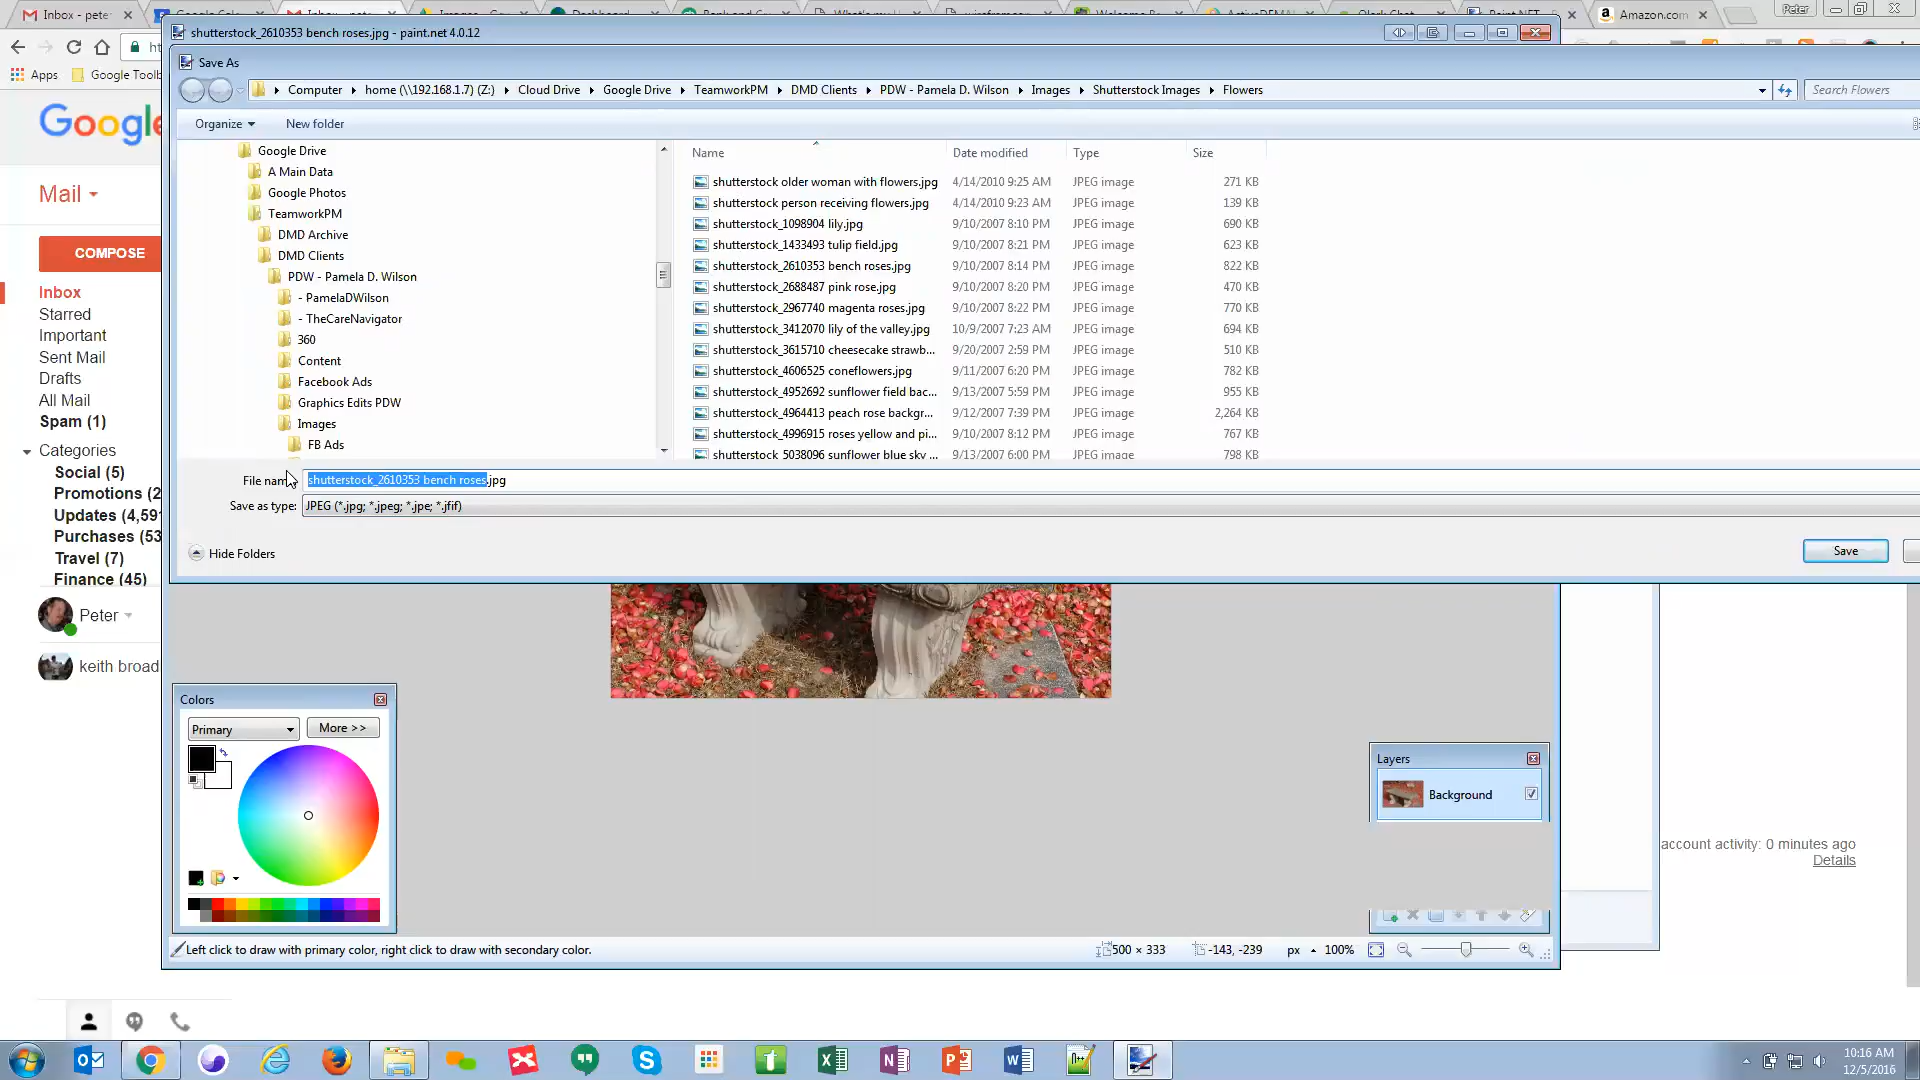 Inbox - pete
Google Cal
Inbox - pete
Images - Go
Dashboard
Welcome Ba
ActiveDEMA
Olark Chat
Paint.NET
Amazon.com
Peter
shutterstock_2610353 bench roses.jpg - paint.net 4.0.12
Save As
Computer home (\\192.168.1.7) (Z:) Cloud Drive Google Drive TeamworkPM DMD Clients PDW - Pamela D. Wilson Images Shutterstock Images Flowers
Search Flowers
Apps Google Toolb
Organize New folder
Google
Mail
COMPOSE
Inbox
Starred
Important
Sent Mail
Drafts
All Mail
Spam (1)
Categories
Social (5)
Promotions (2
Updates (4,591
Purchases (53
Travel (7)
Finance (45)
Peter
keith broad
Google Drive
A Main Data
Google Photos
TeamworkPM
DMD Archive
DMD Clients
PDW - Pamela D. Wilson
- PamelaDWilson
- TheCareNavigator
360
Content
Facebook Ads
Graphics Edits PDW
Images
FB Ads
Name Date modified Type Size
shutterstock older woman with flowers.jpg 4/14/2010 9:25 AM JPEG image 271 KB
shutterstock person receiving flowers.jpg 4/14/2010 9:23 AM JPEG image 139 KB
shutterstock_1098904 lily.jpg 9/10/2007 8:10 PM JPEG image 690 KB
shutterstock_1433493 tulip field.jpg 9/10/2007 8:21 PM JPEG image 623 KB
shutterstock_2610353 bench roses.jpg 9/10/2007 8:14 PM JPEG image 822 KB
shutterstock_2688487 pink rose.jpg 9/10/2007 8:20 PM JPEG image 470 KB
shutterstock_2967740 magenta roses.jpg 9/10/2007 8:22 PM JPEG image 770 KB
shutterstock_3412070 lily of the valley.jpg 10/9/2007 7:23 AM JPEG image 694 KB
shutterstock_3615710 cheesecake strawb... 9/20/2007 2:59 PM JPEG image 510 KB
shutterstock_4606525 coneflowers.jpg 9/11/2007 6:20 PM JPEG image 782 KB
shutterstock_4952692 sunflower field bac... 9/13/2007 5:59 PM JPEG image 955 KB
shutterstock_4964413 peach rose backgr... 9/12/2007 7:39 PM JPEG image 2,264 KB
shutterstock_4996915 roses yellow and pi... 9/10/2007 8:12 PM JPEG image 767 KB
shutterstock_5038096 sunflower blue sky ... 9/13/2007 6:00 PM JPEG image 798 KB
File name: shutterstock_2610353 bench roses.jpg
Save as type: JPEG (*.jpg; *.jpeg; *.jpe; *.jfif)
Hide Folders
Save
Colors
Primary More >>
Layers
Background
account activity: 0 minutes ago
Details
Left click to draw with primary color, right click to draw with secondary color.
500 × 333 -143, -239 px 100%
10:16 AM
12/5/2016